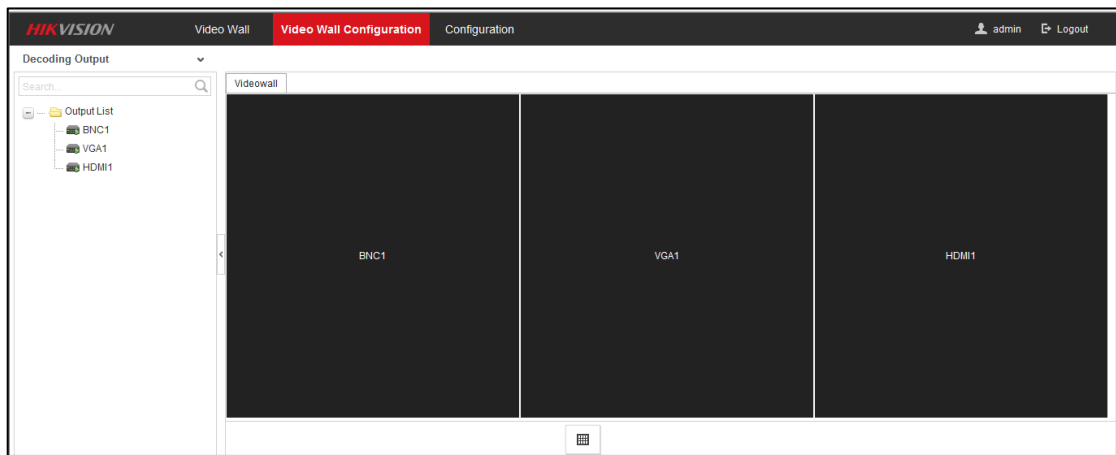 HIKVISION Video Wall Video Wall Configuration Configuration admin Logout
Decoding Output
Search...
Videowall
Output List
BNC1
VGA1
HDMI1
BNC1 VGA1 HDMI1